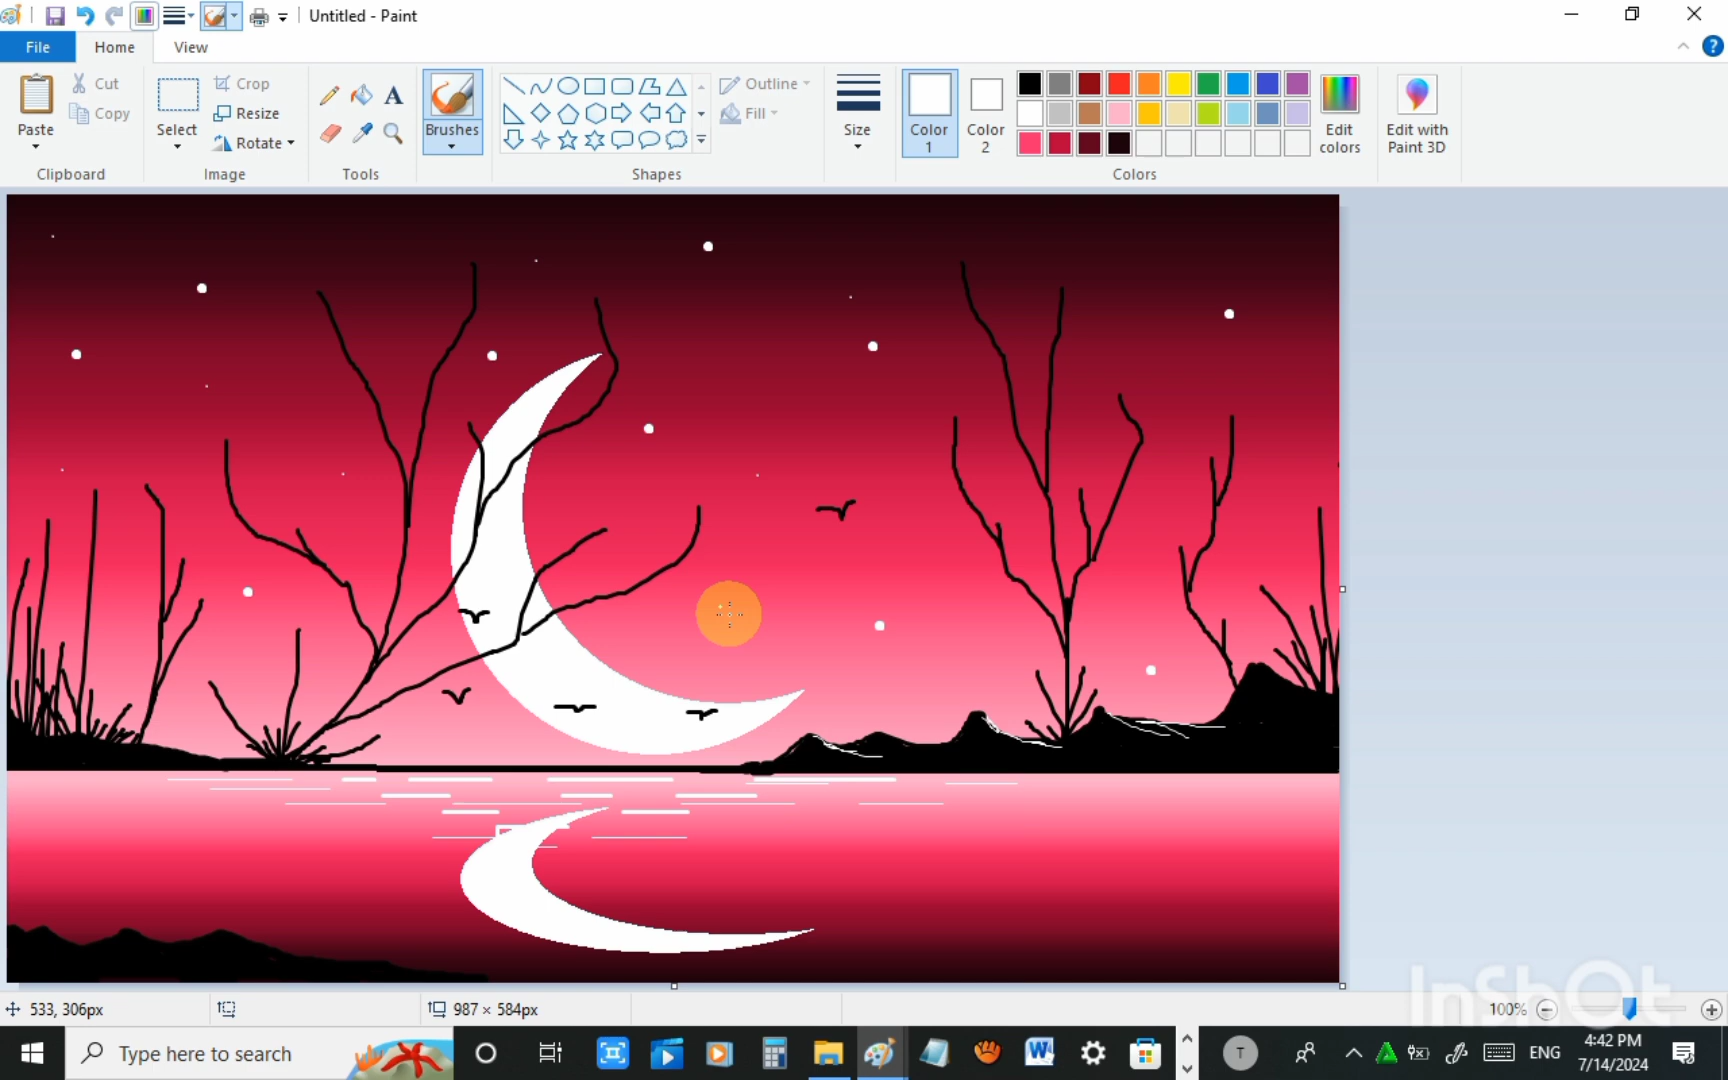 Untitled - Paint
File
Home
View
Paste
Cut
Copy
Clipboard
Select
Crop
Resize
Rotate
Image
A
Tools
Brushes
Outline
Fill
Shapes
Size
Color
1
Color
2
Edit
colors
Colors
Edit with
Paint 3D
?
533, 306px
987 × 584px
100%
InShOt
Type here to search
W
T
ENG
4:42 PM
7/14/2024